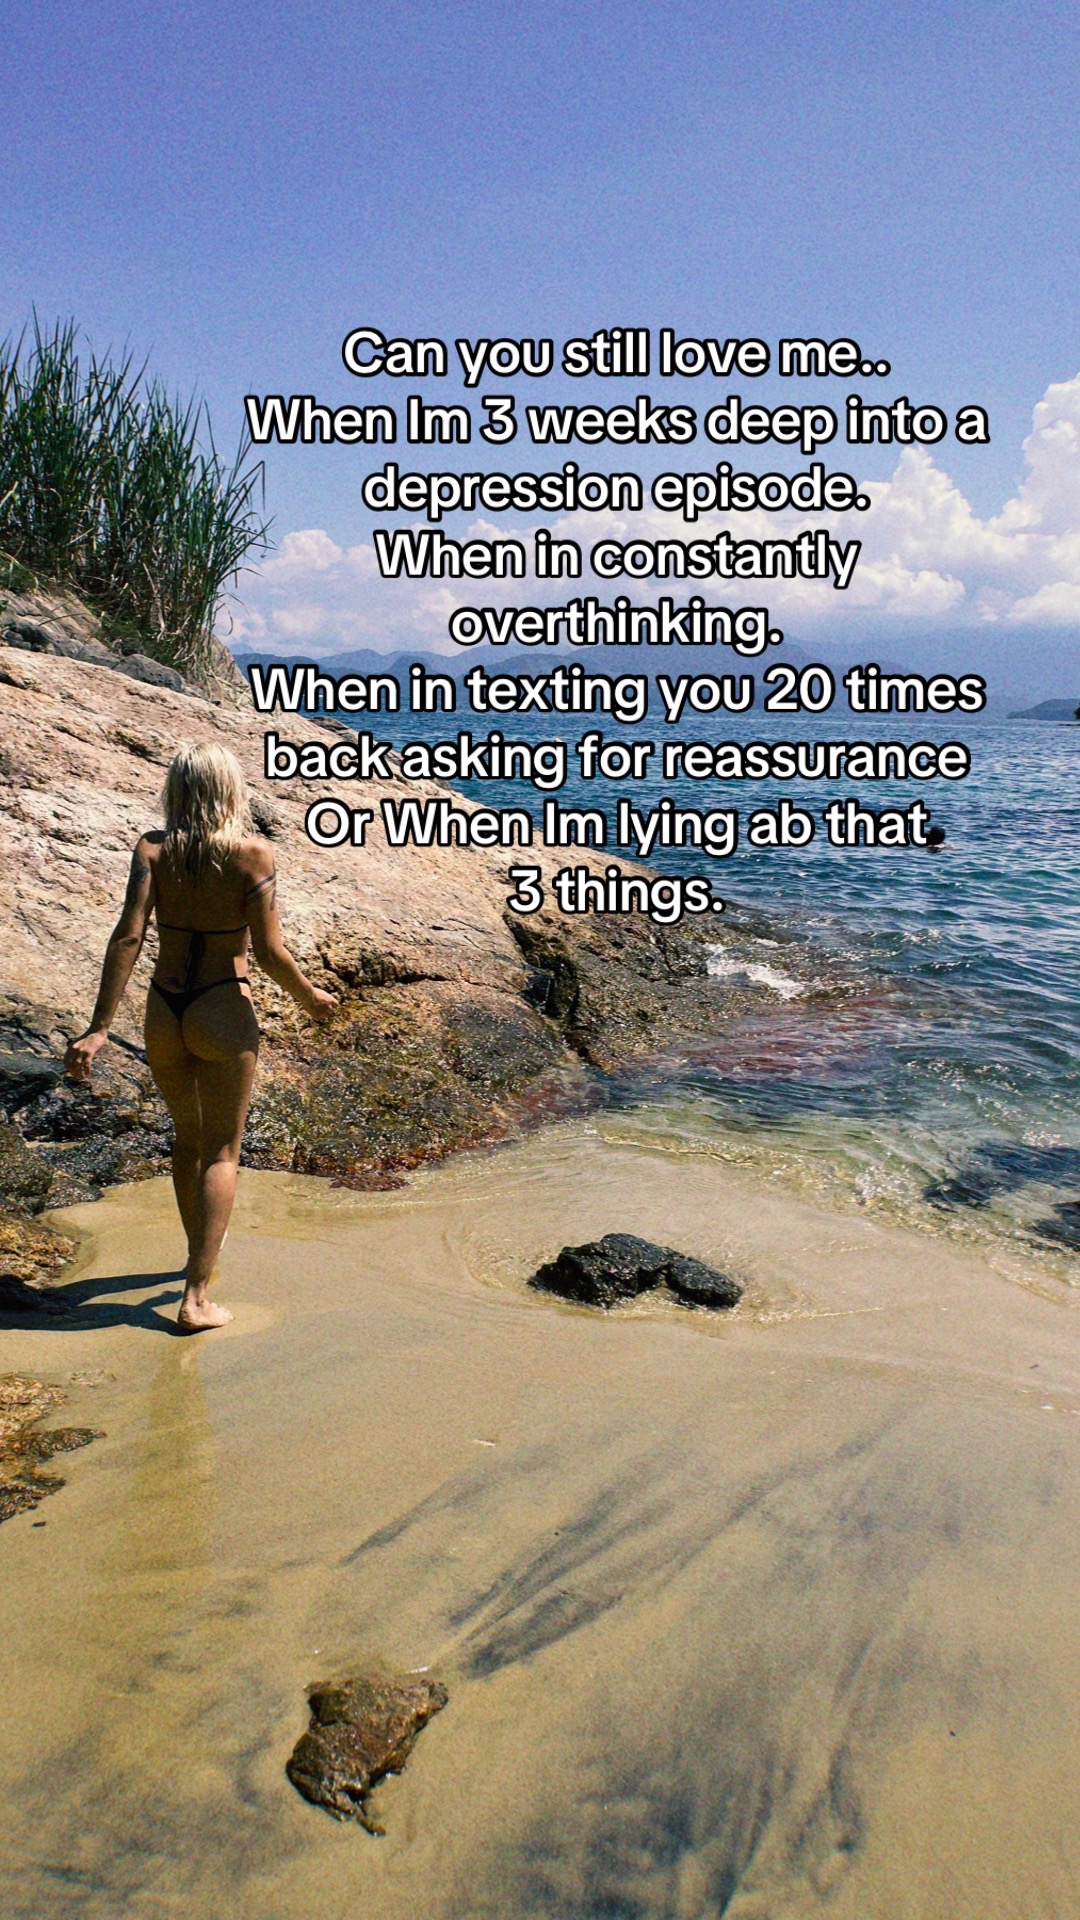 Can you still love me..
When Im 3 weeks deep into a
depression episode.
When in constantly
overthinking.
When in texting you 20 times
back asking for reassurance
Or When Im lying ab that
3 things.